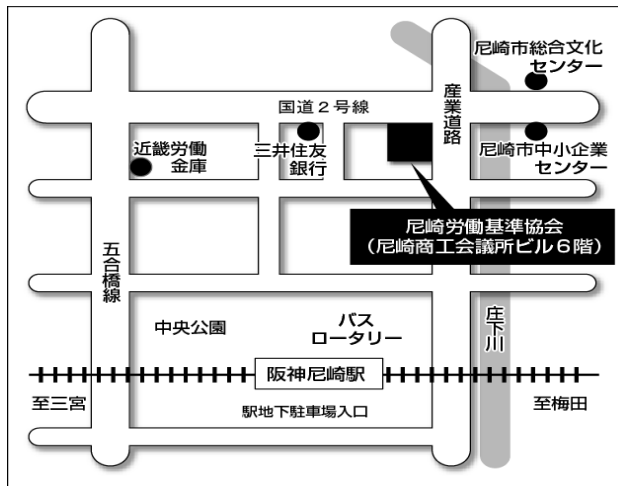 尼崎市総合文化
センター
産業道路
国道2号線
近畿労働
金庫
三井住友
銀行
尼崎市中小企業
センター
尼崎労働基準協会
（尼崎商工会議所ビル6階）
五合橋線
中央公園
バス
ロータリー
庄下川
阪神尼崎駅
至三宮
駅地下駐車場入口
至梅田